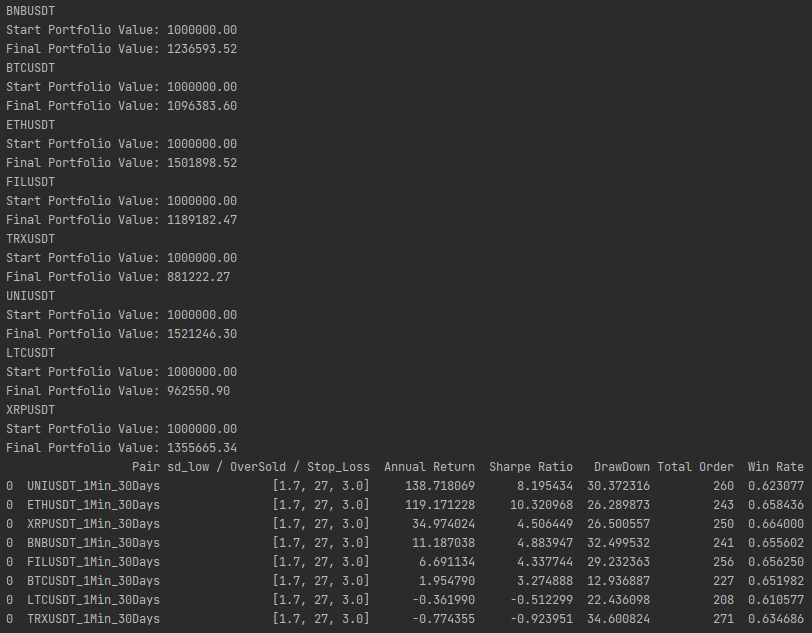 BNBUSDT
Start Portfolio Value: 1000000.00
Final Portfolio Value: 1236593.52
BTCUSDT
Start Portfolio Value: 1000000.00
Final Portfolio Value: 1096383.60
ETHUSDT
Start Portfolio Value: 1000000.00
Final Portfolio Value: 1501898.52
FILUSDT
Start Portfolio Value: 1000000.00
Final Portfolio Value: 1189182.47
TRXUSDT
Start Portfolio Value: 1000000.00
Final Portfolio Value: 881222.27
UNIUSDT
Start Portfolio Value: 1000000.00
Final Portfolio Value: 1521246.30
LTCUSDT
Start Portfolio Value: 1000000.00
Final Portfolio Value: 962550.90
XRPUSDT
Start Portfolio Value: 1000000.00
Final Portfolio Value: 1355665.34
Pair sd_low / OverSold / Stop_Loss Annual Return Sharpe Ratio DrawDown Total Order Win Rate
0 UNIUSDT_1Min_30Days [1.7, 27, 3.0] 138.718069 8.195434 30.372316 260 0.623077
0 ETHUSDT_1Min_30Days [1.7, 27, 3.0] 119.171228 10.320968 26.289873 243 0.658436
0 XRPUSDT_1Min_30Days [1.7, 27, 3.0] 34.974024 4.506449 26.500557 250 0.664000
0 BNBUSDT_1Min_30Days [1.7, 27, 3.0] 11.187038 4.883947 32.499532 241 0.655602
0 FILUSDT_1Min_30Days [1.7, 27, 3.0] 6.691134 4.337744 29.232363 256 0.656250
0 BTCUSDT_1Min_30Days [1.7, 27, 3.0] 1.954790 3.274888 12.936887 227 0.651982
0 LTCUSDT_1Min_30Days [1.7, 27, 3.0] -0.361990 -0.512299 22.436098 208 0.610577
0 TRXUSDT_1Min_30Days [1.7, 27, 3.0] -0.774355 -0.923951 34.600824 271 0.634686